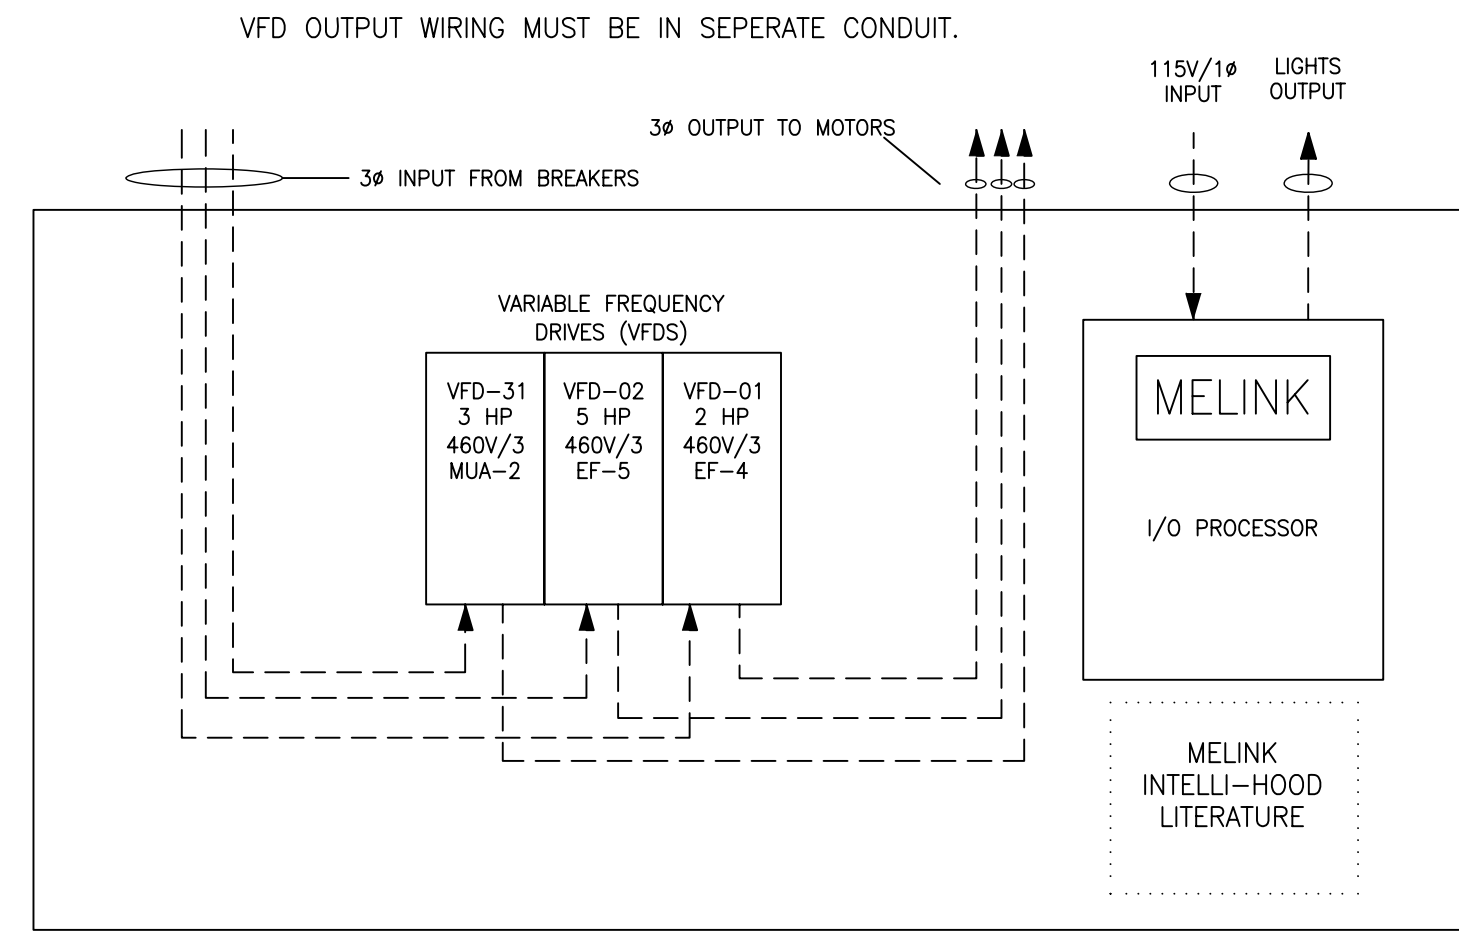 VFD OUTPUT WIRING MUST BE IN SEPERATE CONDUIT.
115V/1ø
INPUT
LIGHTS
OUTPUT
3ø OUTPUT TO MOTORS
3ø INPUT FROM BREAKERS
VARIABLE FREQUENCY
DRIVES (VFDS)
VFD-31
3 HP
460V/3
MUA-2
VFD-02
5 HP
460V/3
EF-5
VFD-01
2 HP
460V/3
EF-4
MELINK
I/O PROCESSOR
MELINK
INTELLI-HOOD
LITERATURE